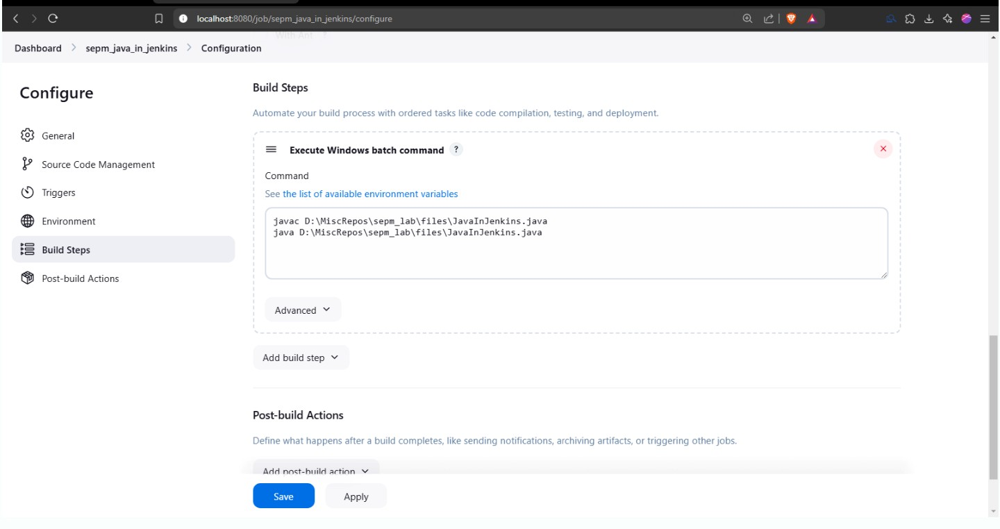 localhost:8080/job/sepm_java_in_jenkins/configure
With Ant ?
Dashboard > sepm_java_in_jenkins > Configuration
Configure
General
Source Code Management
Triggers
Environment
Build Steps
Post-build Actions
Build Steps
Automate your build process with ordered tasks like code compilation, testing, and deployment.
Execute Windows batch command ?
Command
See the list of available environment variables
javac D:\MiscRepos\sepm_lab\files\JavaInJenkins.java
java D:\MiscRepos\sepm_lab\files\JavaInJenkins.java
Advanced
Add build step
Post-build Actions
Define what happens after a build completes, like sending notifications, archiving artifacts, or triggering other jobs.
Add post-build action
Save
Apply